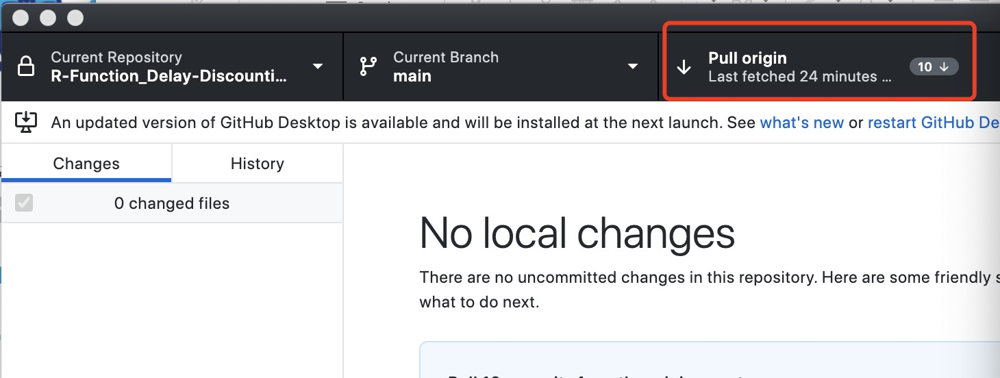 Current Repository
R-Function_Delay-Discounti...
Current Branch
main
Pull origin
Last fetched 24 minutes ...
10
An updated version of GitHub Desktop is available and will be installed at the next launch. See what's new or restart GitHub De
Changes
History
0 changed files
No local changes
There are no uncommitted changes in this repository. Here are some friendly s
what to do next.